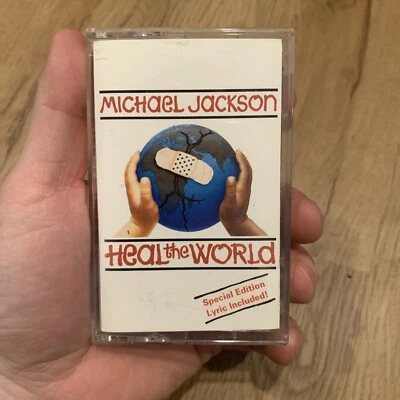 MICHAEL JACKSON
HEAL the WORLD
Special Edition
Lyric Included!